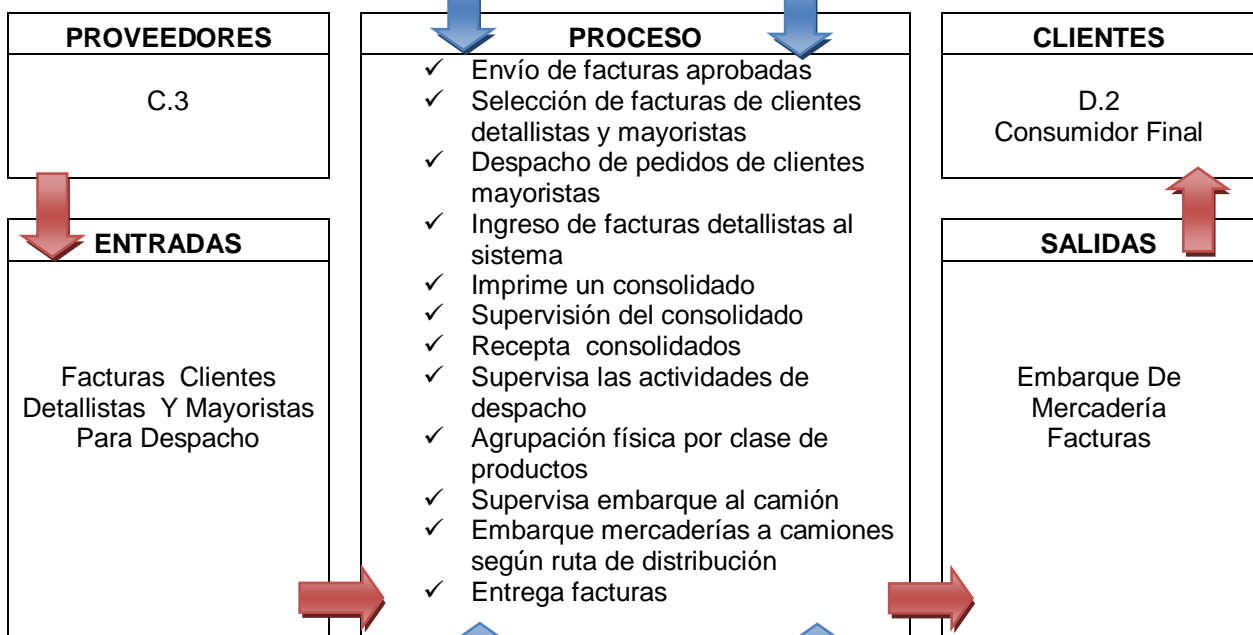 PROVEEDORES
C.3
ENTRADAS
Facturas Clientes
Detallistas Y Mayoristas
Para Despacho
PROCESO
✓ Envío de facturas aprobadas
✓ Selección de facturas de clientes
detallistas y mayoristas
✓ Despacho de pedidos de clientes
mayoristas
✓ Ingreso de facturas detallistas al
sistema
✓ Imprime un consolidado
✓ Supervisión del consolidado
✓ Recepta consolidados
✓ Supervisa las actividades de
despacho
✓ Agrupación física por clase de
productos
✓ Supervisa embarque al camión
✓ Embarque mercaderías a camiones
según ruta de distribución
✓ Entrega facturas
CLIENTES
D.2
Consumidor Final
SALIDAS
Embarque De
Mercadería
Facturas